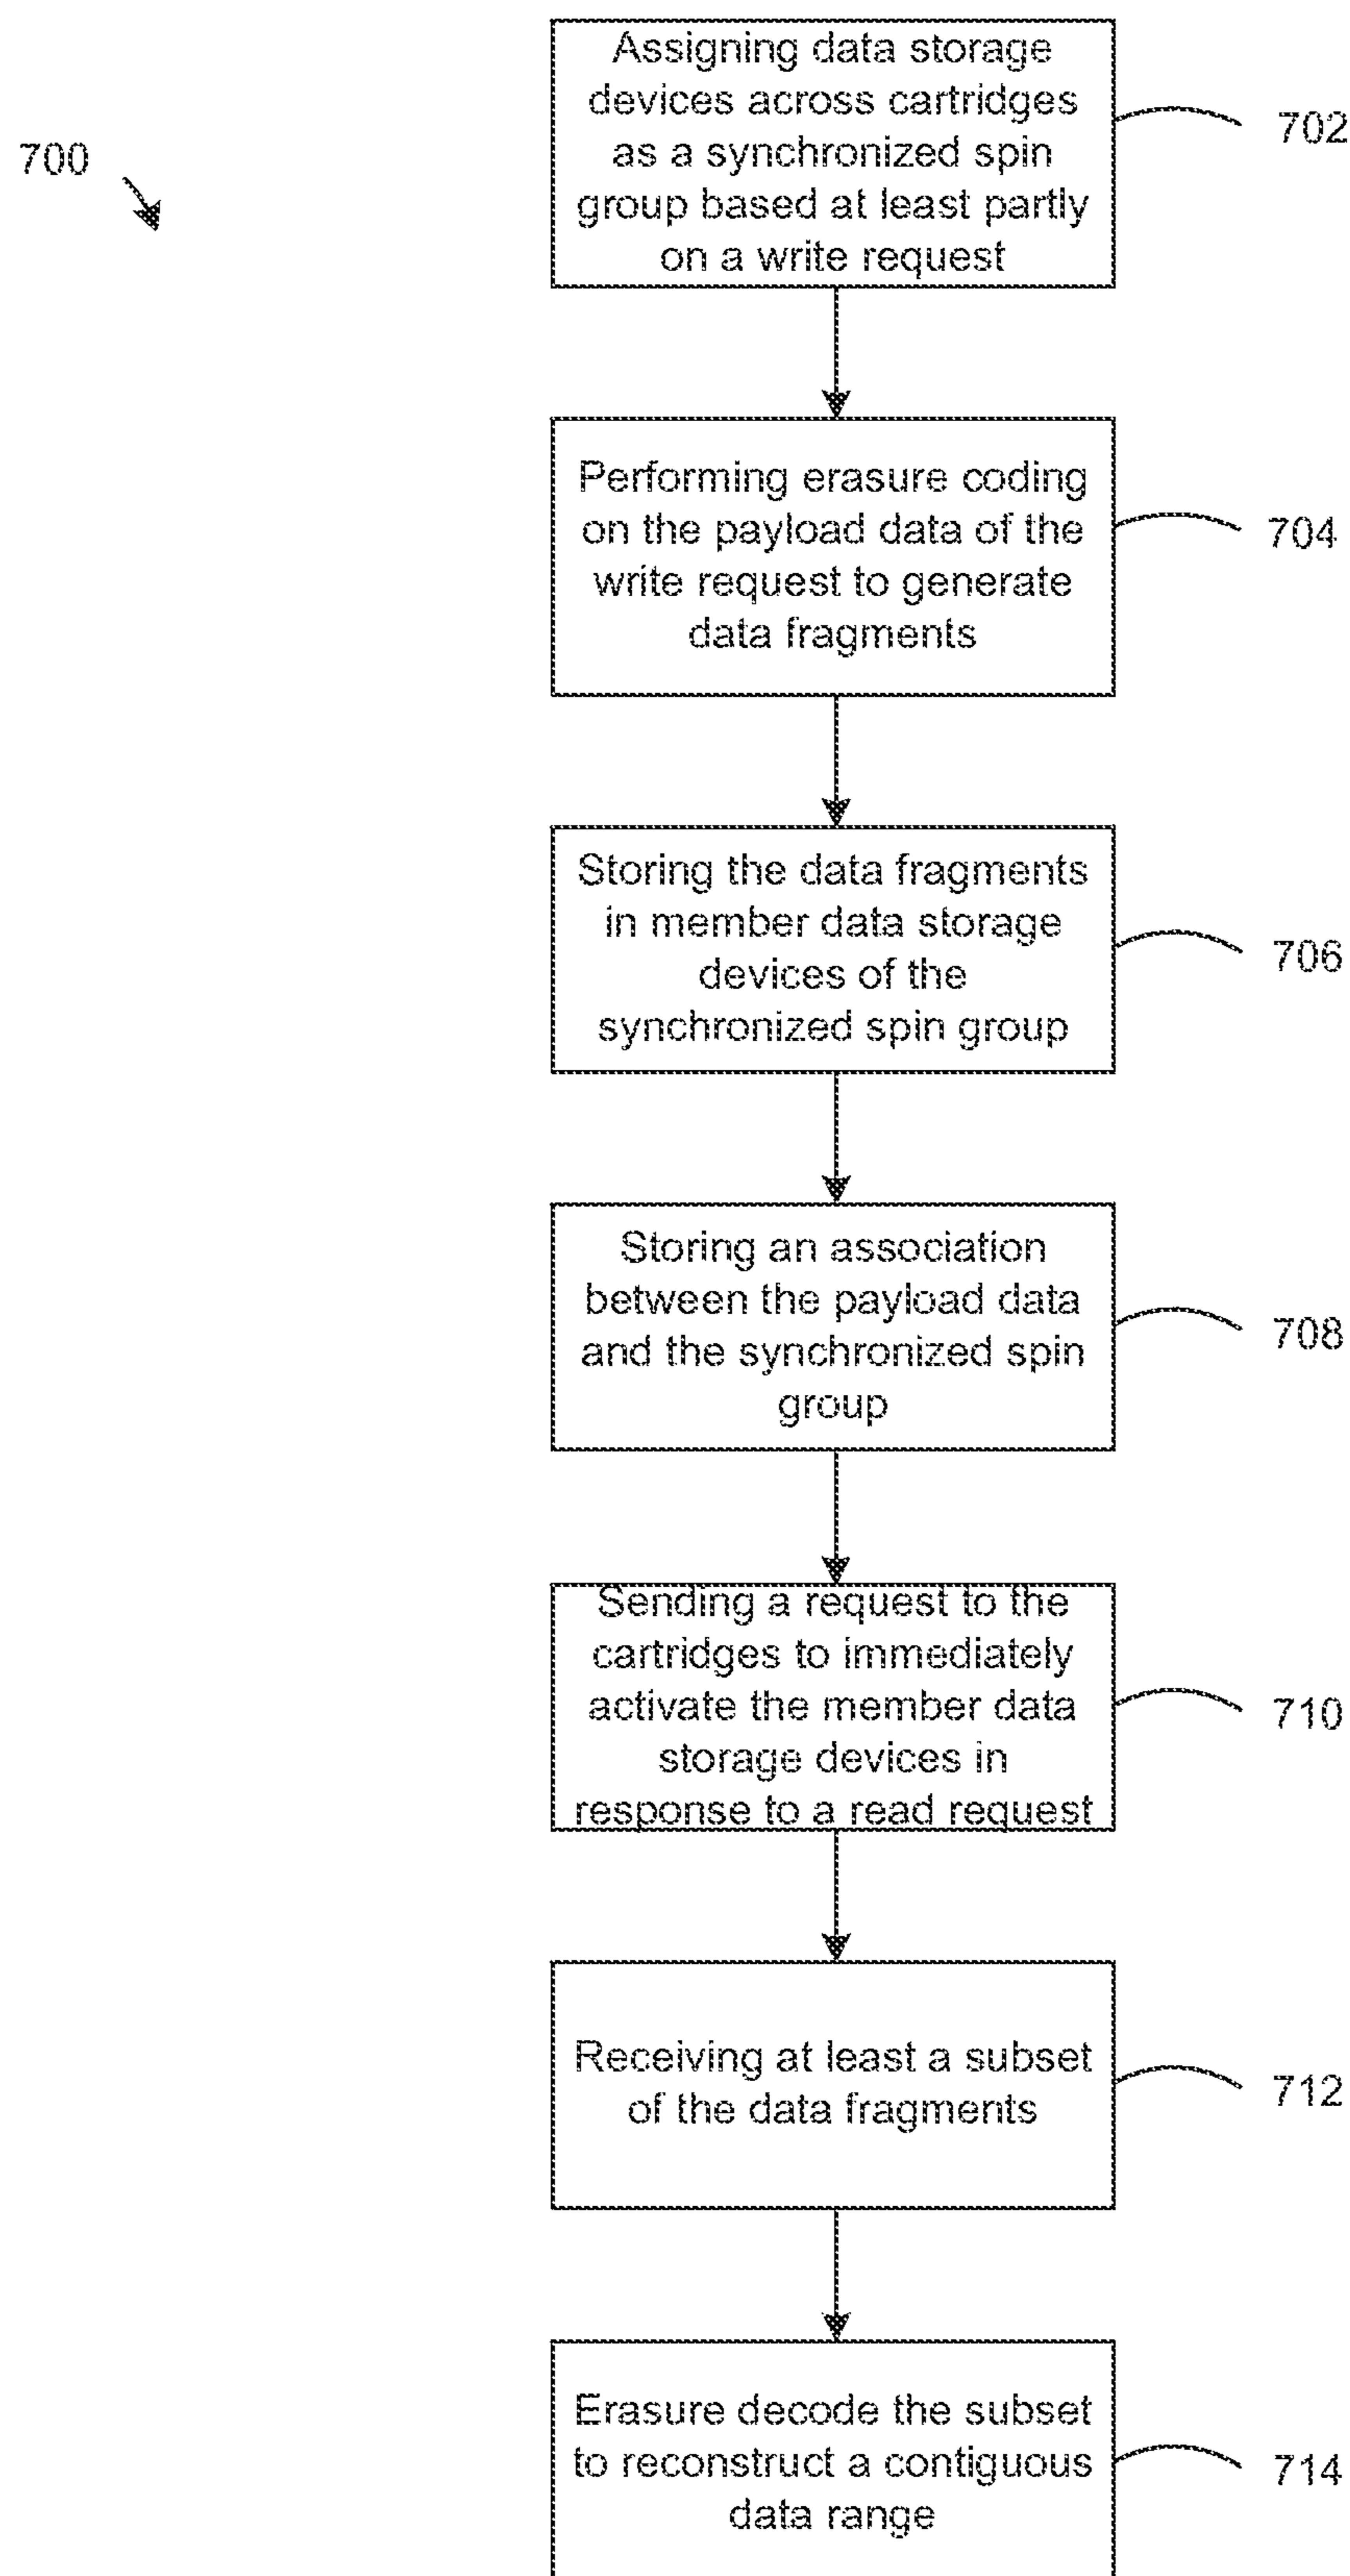 700
Assigning data storage
devices across cartridges
as a synchronized spin
group based at least partly
on a write request
702
Performing erasure coding
on the payload data of the
write request to generate
data fragments
704
Storing the data fragments
in member data storage
devices of the
synchronized spin group
706
Storing an association
between the payload data
and the synchronized spin
group
708
Sending a request to the
cartridges to immediately
activate the member data
storage devices in
response to a read request
710
Receiving at least a subset
of the data fragments
712
Erasure decode the subset
to reconstruct a contiguous
data range
714